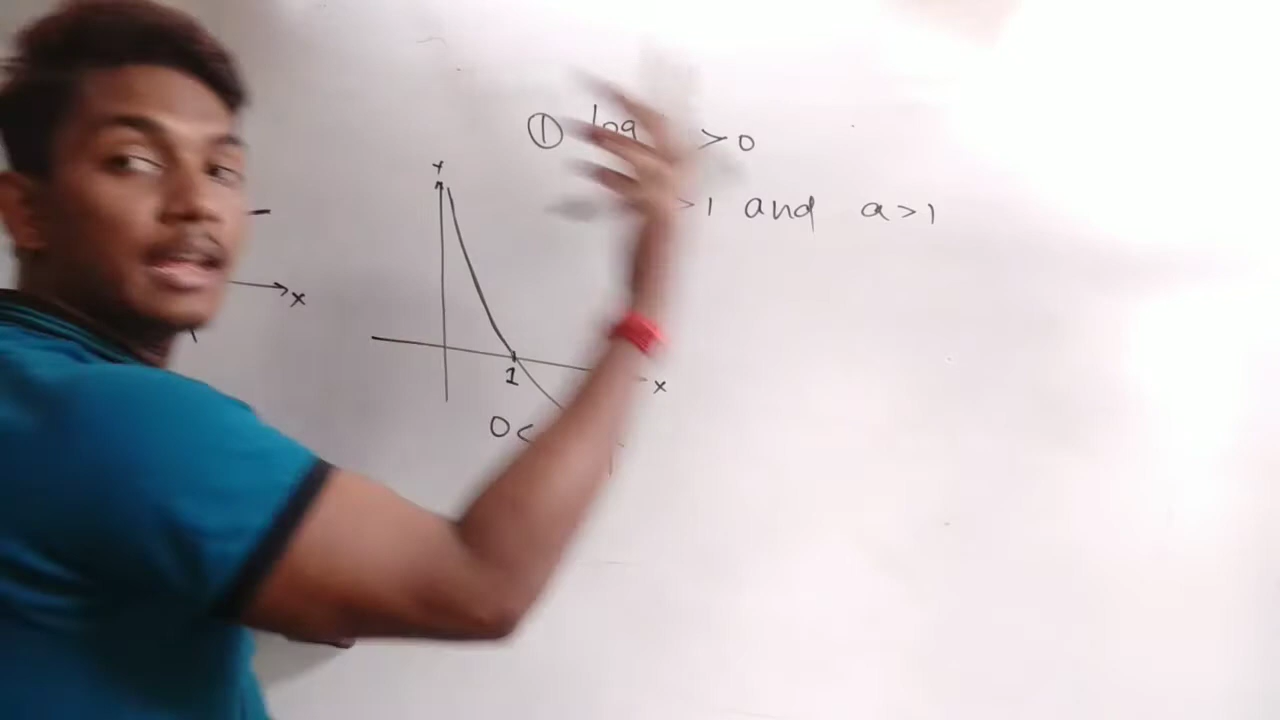 ① log > 0
> 1 and a > 1
Y
X
X
1
0 <